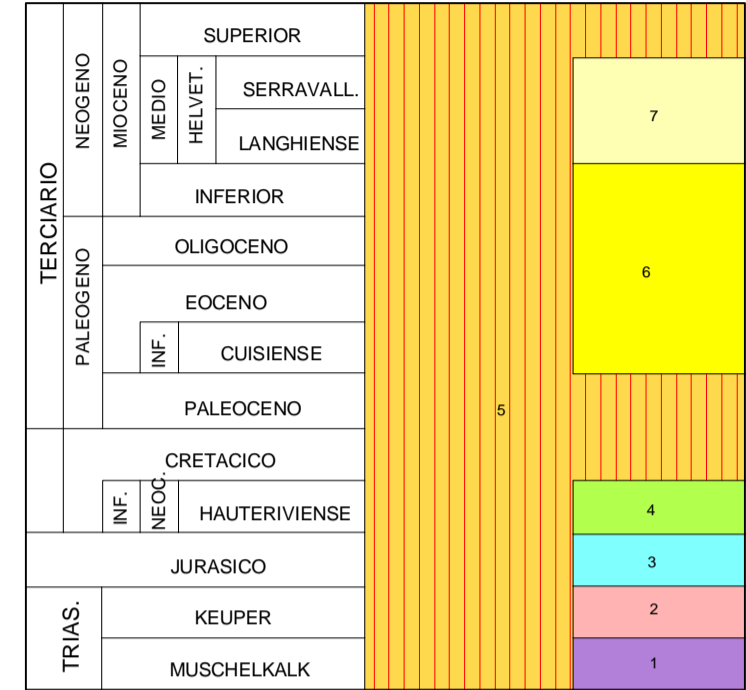 TERCIARIO
NEOGENO
MIOCENO
SUPERIOR
MEDIO
HELVET.
SERRAVALL.
LANGHIENSE
INFERIOR
PALEOGENO
OLIGOCENO
EOCENO
INF.
CUISIENSE
PALEOCENO
CRETACICO
INF.
NEOC.
HAUTERIVIENSE
JURASICO
TRIAS.
KEUPER
MUSCHELKALK
7
6
5
4
3
2
1